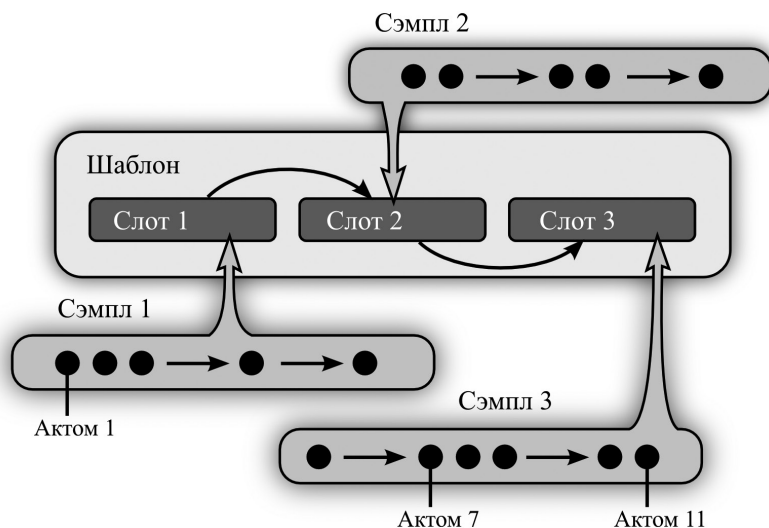 Сэмпл 2
Шаблон
Слот 1
Слот 2
Слот 3
Сэмпл 1
Актом 1
Сэмпл 3
Актом 7
Актом 11